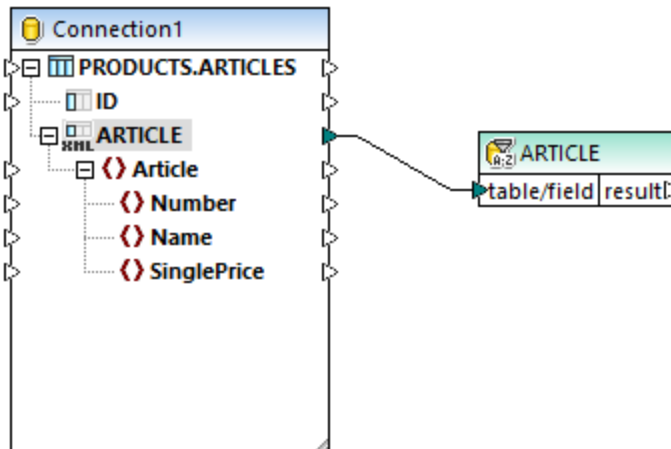 Connection1
PRODUCTS.ARTICLES
ID
XML ARTICLE
Article
Number
Name
SinglePrice
A:Z ARTICLE
table/field result